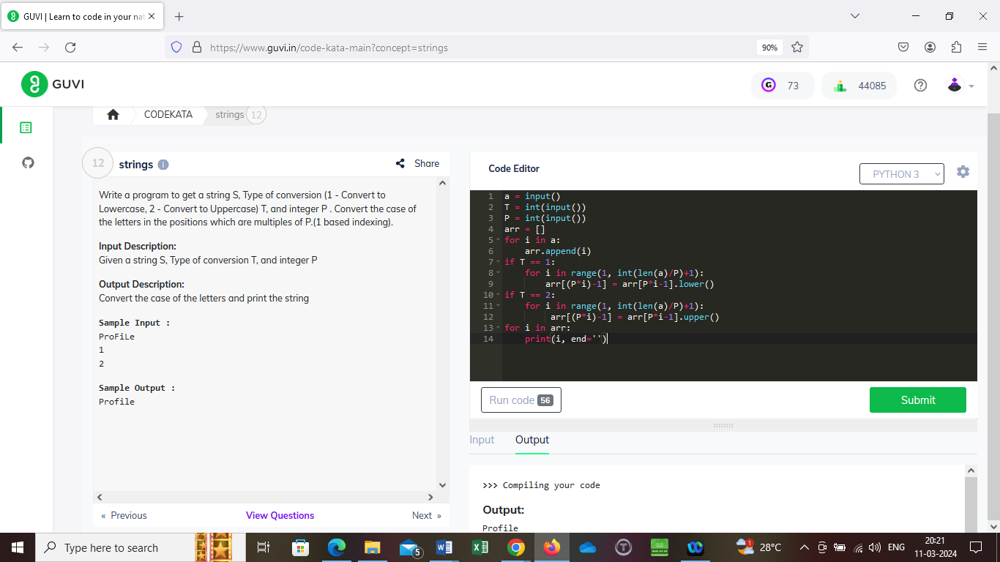 GUVI | Learn to code in your nat
https://www.guvi.in/code-kata-main?concept=strings
90%
GUVI
73
44085
CODEKATA
strings 12
12
strings
Share
Write a program to get a string S, Type of conversion (1 - Convert to
Lowercase, 2 - Convert to Uppercase) T, and integer P . Convert the case of
the letters in the positions which are multiples of P.(1 based indexing).
Input Description:
Given a string S, Type of conversion T, and integer P
Output Description:
Convert the case of the letters and print the string
Sample Input :
ProFiLe
1
2
Sample Output :
Profile
« Previous
View Questions
Next »
Code Editor
PYTHON 3
1 a = input()
2 T = int(input())
3 P = int(input())
4 arr = []
5 for i in a:
6     arr.append(i)
7 if T == 1:
8     for i in range(1, int(len(a)/P)+1):
9         arr[(P*i)-1] = arr[P*i-1].lower()
10 if T == 2:
11     for i in range(1, int(len(a)/P)+1):
12          arr[(P*i)-1] = arr[P*i-1].upper()
13 for i in arr:
14     print(i, end='')
Run code 56
Submit
Input
Output
>>> Compiling your code
Output:
Profile
Type here to search
5
1
28°C
ENG
20:21
11-03-2024